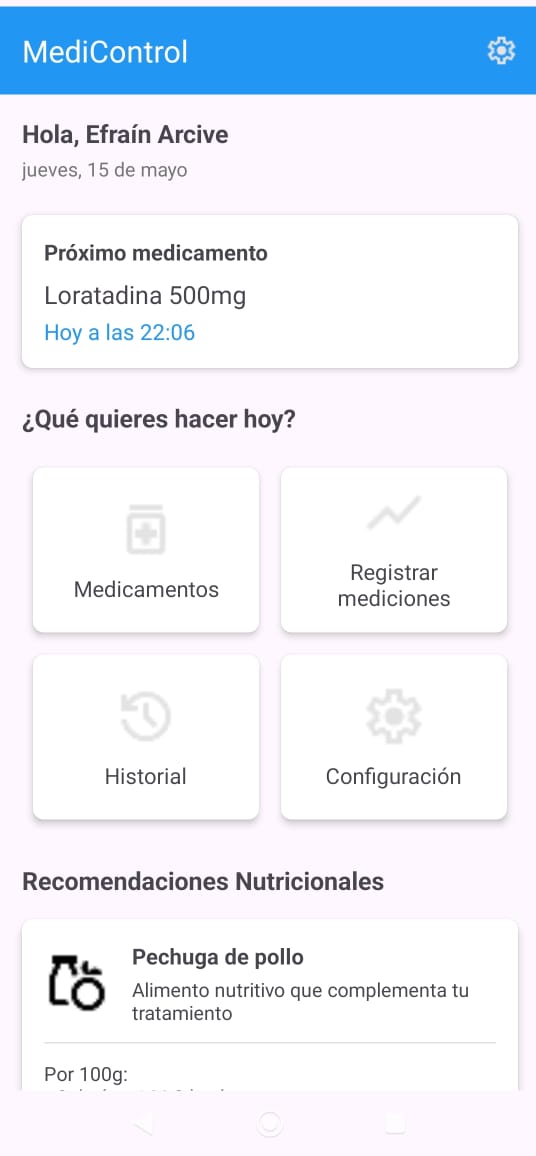 MediControl
Hola, Efraín Arcive
jueves, 15 de mayo
Próximo medicamento
Loratadina 500mg
Hoy a las 22:06
¿Qué quieres hacer hoy?
Medicamentos
Registrar
mediciones
Historial
Configuración
Recomendaciones Nutricionales
Pechuga de pollo
Alimento nutritivo que complementa tu
tratamiento
Por 100g: